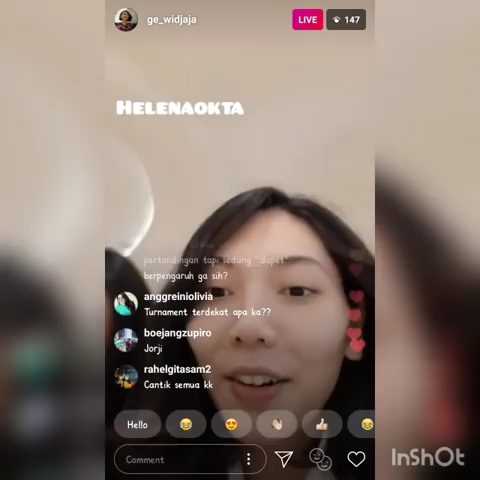 ge_widjaja
LIVE
147
HELENAOKTA
pertandingan tapi sedang "dapet"
berpengaruh ga sih?
anggreiniolivia
Turnament terdekat apa ka??
boejangzupiro
Jorji
rahelgitasam2
Cantik semua kk
Hello
Comment
InShOt